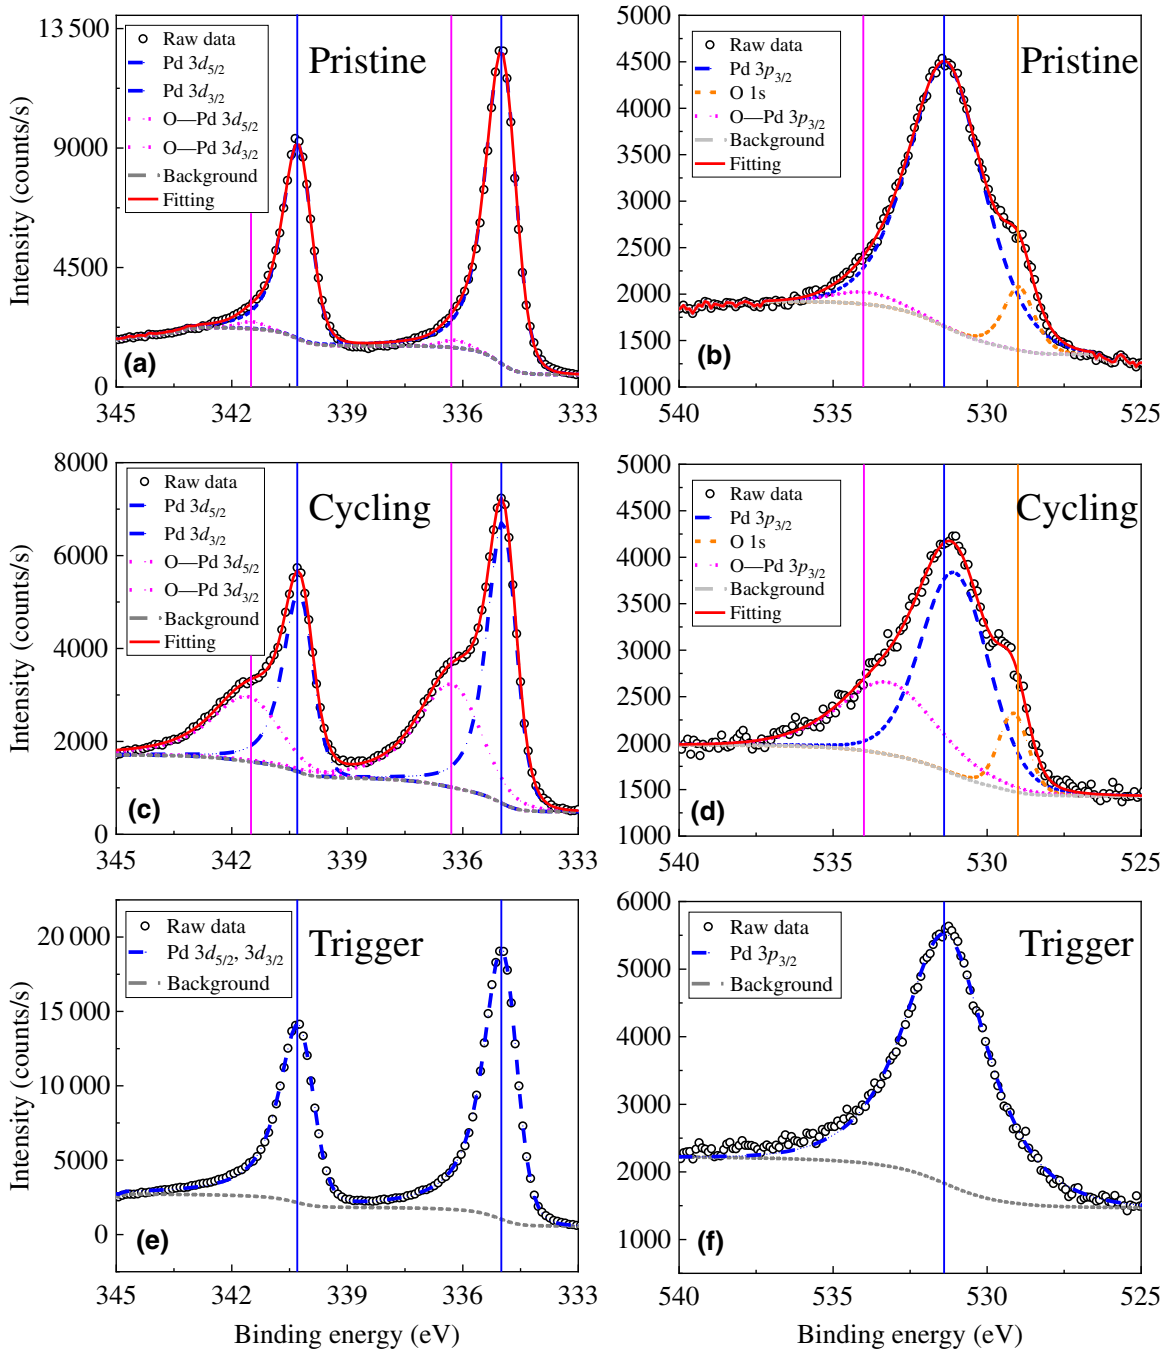 Intensity (counts/s)
13 500
9000
4500
0
Raw data
Pd 3d5/2
Pd 3d3/2
O—Pd 3d5/2
O—Pd 3d3/2
Background
Fitting
Pristine
(a)
345
342
339
336
333
5000
4500
4000
3500
3000
2500
2000
1500
1000
Raw data
Pd 3p3/2
O 1s
O—Pd 3p3/2
Background
Fitting
Pristine
(b)
540
534
530
525
Intensity (counts/s)
8000
6000
4000
2000
0
Raw data
Pd 3d5/2
Pd 3d3/2
O—Pd 3d5/2
O—Pd 3d3/2
Background
Fitting
Cycling
(c)
345
342
339
336
333
5000
4500
4000
3500
3000
2500
2000
1500
1000
Raw data
Pd 3p3/2
O 1s
O—Pd 3p3/2
Background
Fitting
Cycling
(d)
540
534
530
525
Intensity (counts/s)
20 000
15 000
10 000
5000
0
Raw data
Pd 3d5/2, 3d3/2
Background
Trigger
(e)
345
342
339
336
333
Binding energy (eV)
6000
5000
4000
3000
2000
1000
Raw data
Pd 3p3/2
Background
Trigger
(f)
540
534
530
525
Binding energy (eV)